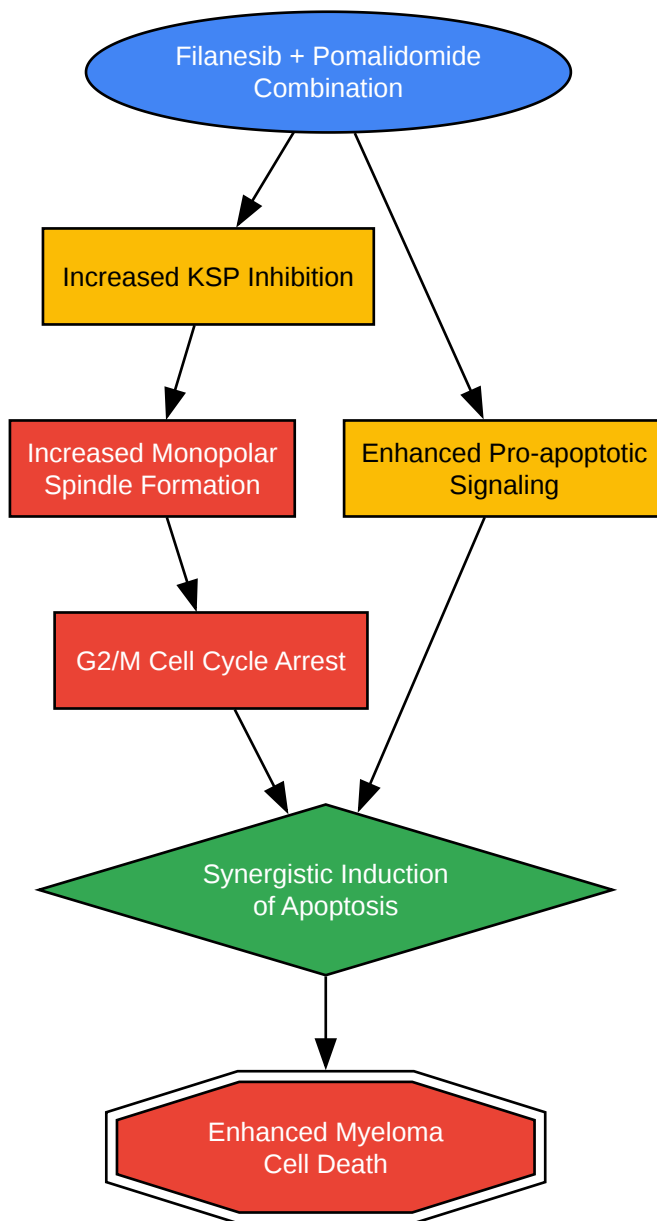 Filanesib + Pomalidomide
Combination
Increased KSP Inhibition
Increased Monopolar
Spindle Formation
Enhanced Pro-apoptotic
Signaling
G2/M Cell Cycle Arrest
Synergistic Induction
of Apoptosis
Enhanced Myeloma
Cell Death